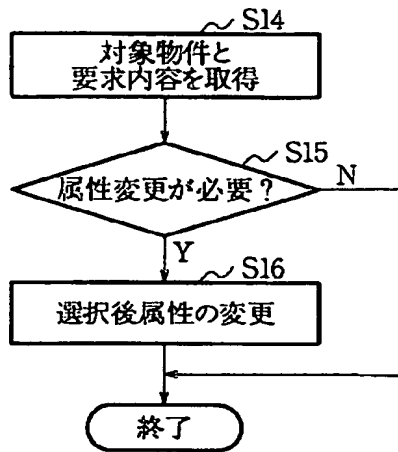 S14
対象物件と
要求内容を取得
S15
属性変更が必要？
N
Y
S16
選択後属性の変更
終了